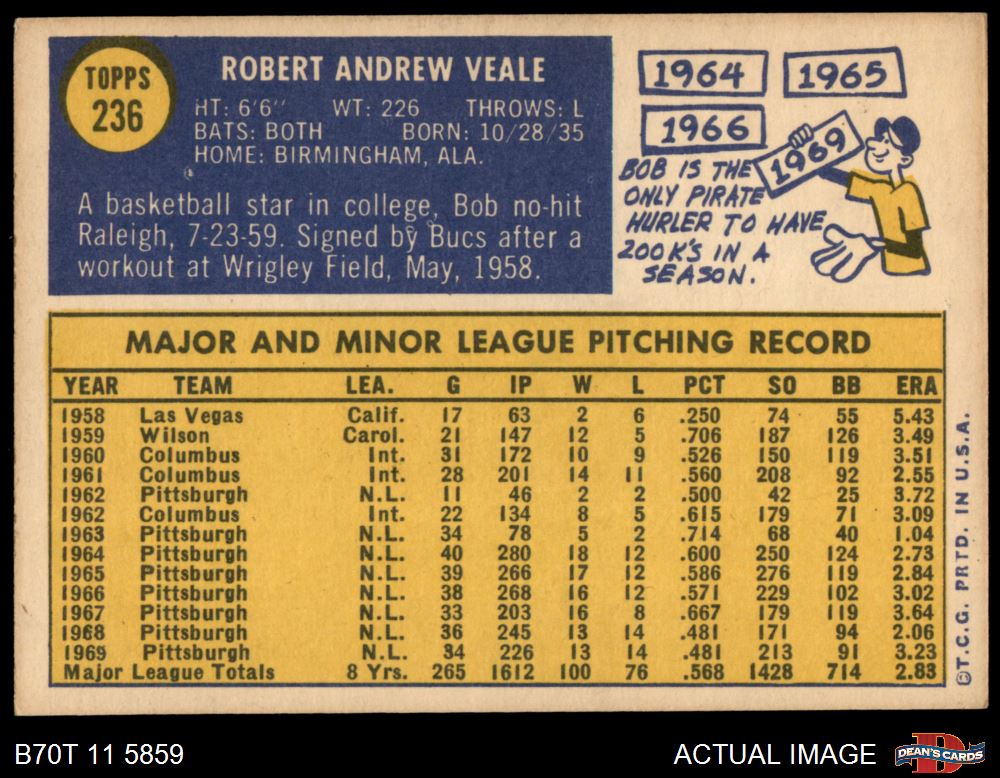 TOPPS
236
ROBERT ANDREW VEALE
HT: 6'6" WT: 226 THROWS: L
BATS: BOTH BORN: 10/28/35
HOME: BIRMINGHAM, ALA.
A basketball star in college, Bob no-hit
Raleigh, 7-23-59. Signed by Bucs after a
workout at Wrigley Field, May, 1958.
1964 1965
1966
1969
BOB IS THE
ONLY PIRATE
HURLER TO HAVE
200 K'S IN A
SEASON.
MAJOR AND MINOR LEAGUE PITCHING RECORD
YEAR TEAM LEA. G IP W L PCT SO BB ERA
1958 Las Vegas Calif. 17 63 2 6 .250 74 55 5.43
1959 Wilson Carol. 21 147 12 5 .706 187 126 3.49
1960 Columbus Int. 31 172 10 9 .526 150 119 3.51
1961 Columbus Int. 28 201 14 11 .560 208 92 2.55
1962 Pittsburgh N.L. 11 46 2 2 .500 42 25 3.72
1962 Columbus Int. 22 134 8 5 .615 179 71 3.09
1963 Pittsburgh N.L. 34 78 5 2 .714 68 40 1.04
1964 Pittsburgh N.L. 40 280 18 12 .600 250 124 2.73
1965 Pittsburgh N.L. 39 266 17 12 .586 276 119 2.84
1966 Pittsburgh N.L. 38 268 16 12 .571 229 102 3.02
1967 Pittsburgh N.L. 33 203 16 8 .667 179 119 3.64
1968 Pittsburgh N.L. 36 245 13 14 .481 171 94 2.06
1969 Pittsburgh N.L. 34 226 13 14 .481 213 91 3.23
Major League Totals 8 Yrs. 265 1612 100 76 .568 1428 714 2.83
©T.C.G. PRTD. IN U.S.A.
B70T 11 5859
ACTUAL IMAGE
DEAN'S CARDS